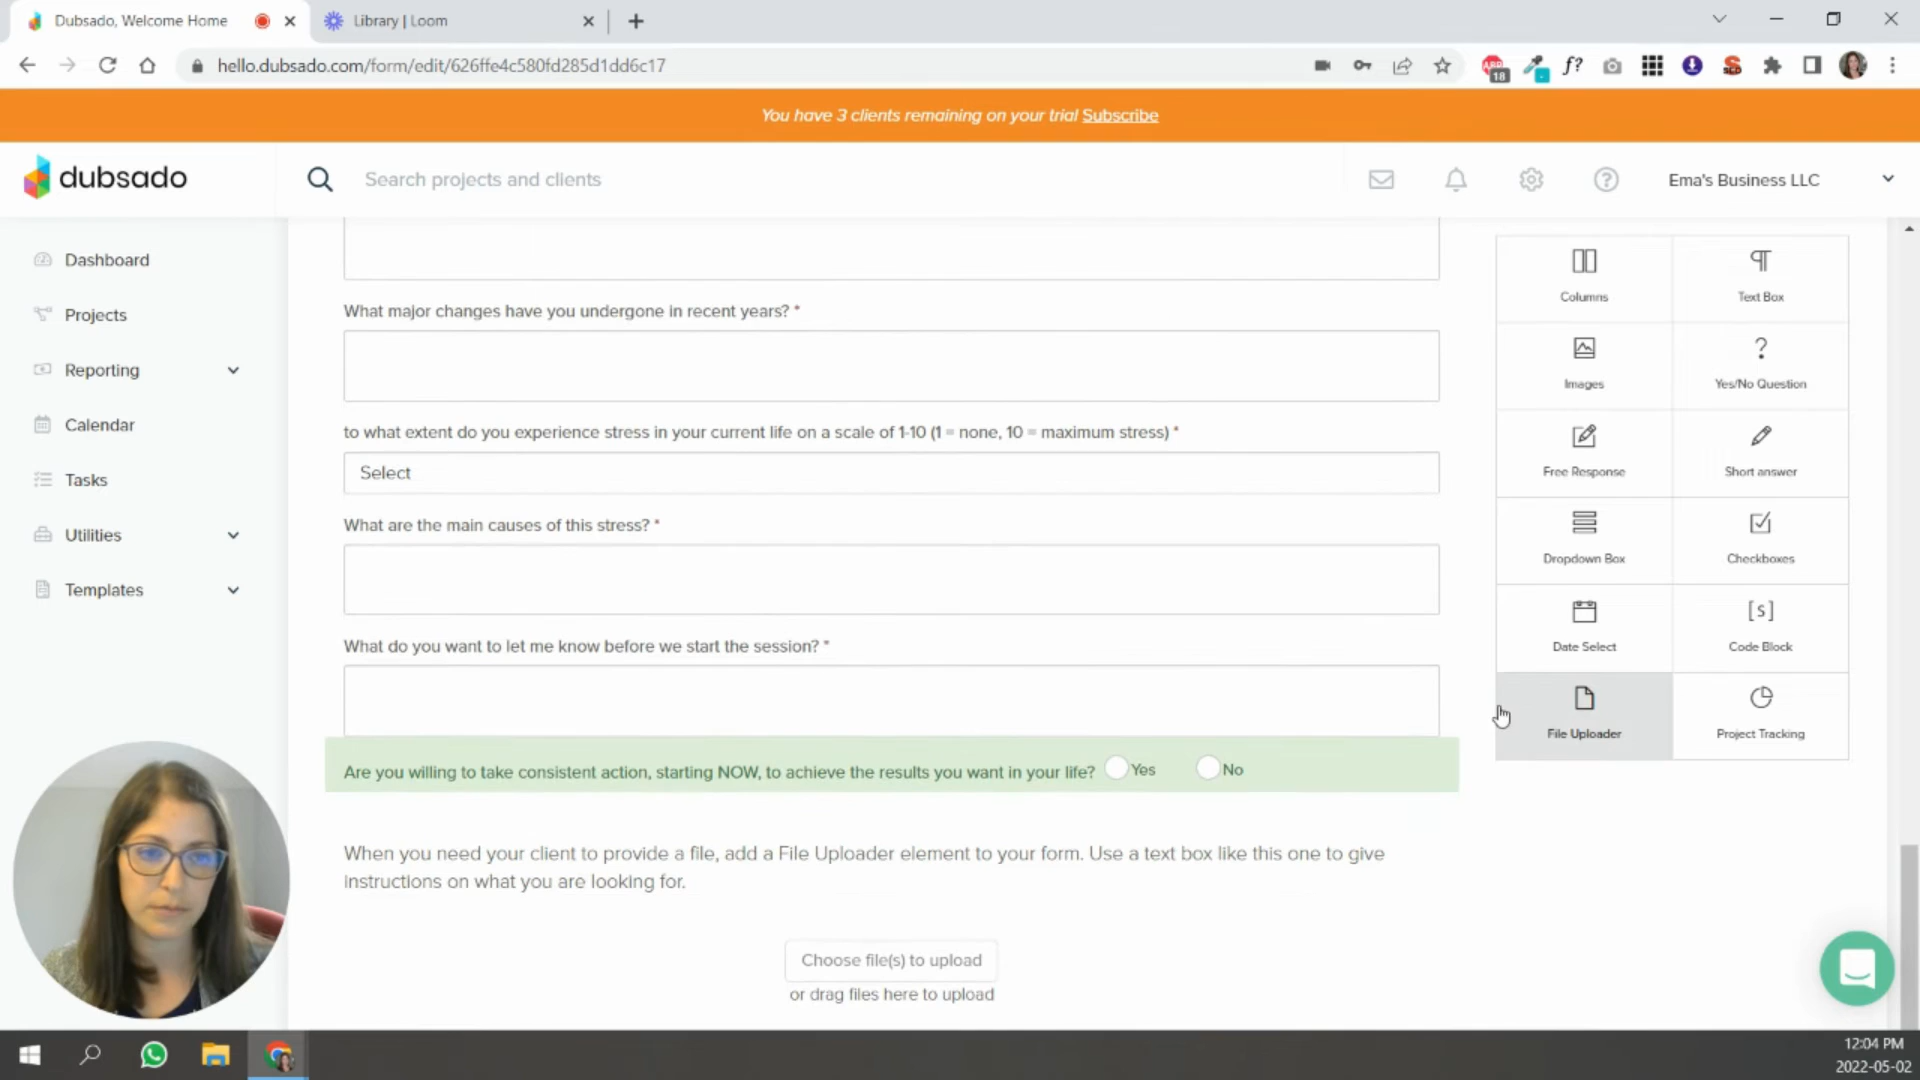 Dubsado, Welcome Home
Library | Loom
hello.dubsado.com/form/edit/626ffe4c580fd285d1dd6c17
18
f?
You have 3 clients remaining on your trial Subscribe
dubsado
Search projects and clients
Ema's Business LLC
Dashboard
Projects
Reporting
Calendar
Tasks
Utilities
Templates
What major changes have you undergone in recent years? *
to what extent do you experience stress in your current life on a scale of 1-10 (1 = none, 10 = maximum stress) *
Select
What are the main causes of this stress? *
What do you want to let me know before we start the session? *
Are you willing to take consistent action, starting NOW, to achieve the results you want in your life? Yes No
When you need your client to provide a file, add a File Uploader element to your form. Use a text box like this one to give
instructions on what you are looking for.
Choose file(s) to upload
or drag files here to upload
Columns
Text Box
Images
Yes/No Question
Free Response
Short answer
Dropdown Box
Checkboxes
Date Select
[s]
Code Block
File Uploader
Project Tracking
12:04 PM
2022-05-02